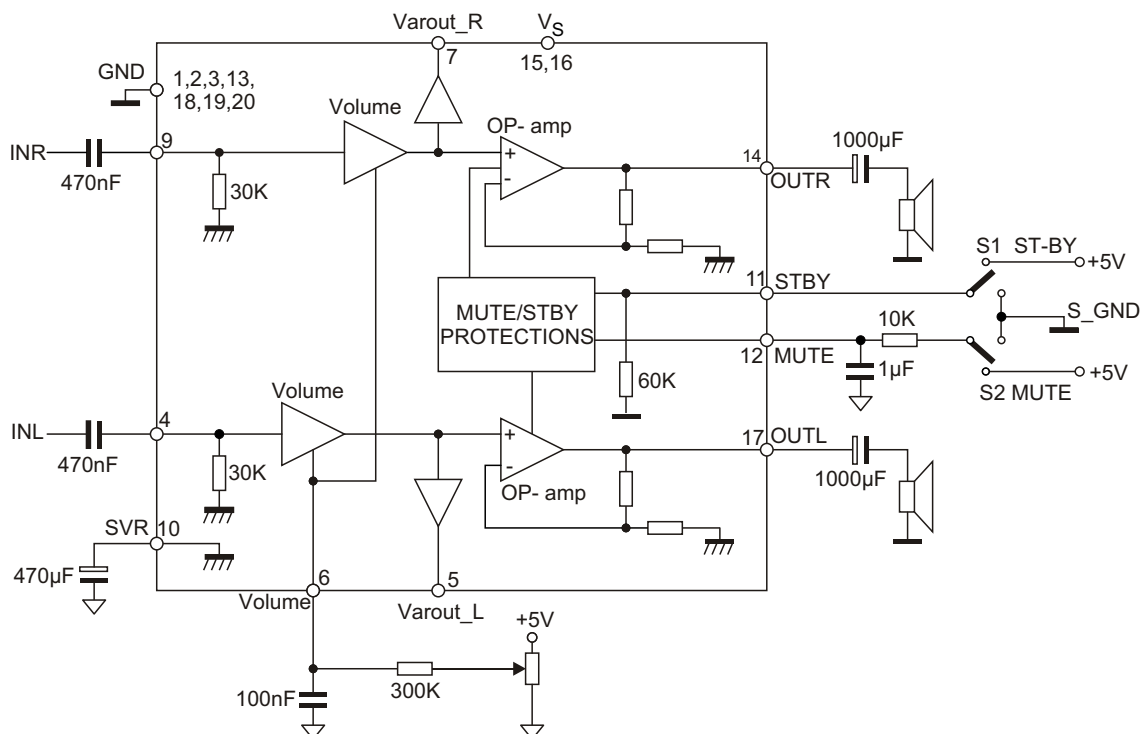 Varout_R
V_S
7
15,16
GND
1,2,3,13,
18,19,20
Volume
OP- amp
1000µF
INR
9
14
470nF
30K
OUTR
S1 ST-BY
+5V
11
STBY
MUTE/STBY
PROTECTIONS
S_GND
10K
12
MUTE
Volume
60K
1µF
+5V
S2 MUTE
INL
4
17
OUTL
470nF
30K
OP- amp
1000µF
SVR
10
470µF
6
5
Volume
Varout_L
+5V
100nF
300K
+
-
+
-